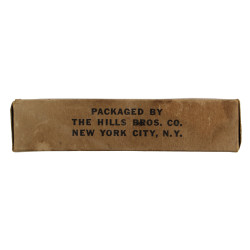 PACKAGED BY
THE HILLS BROS. CO.
NEW YORK CITY, N.Y.